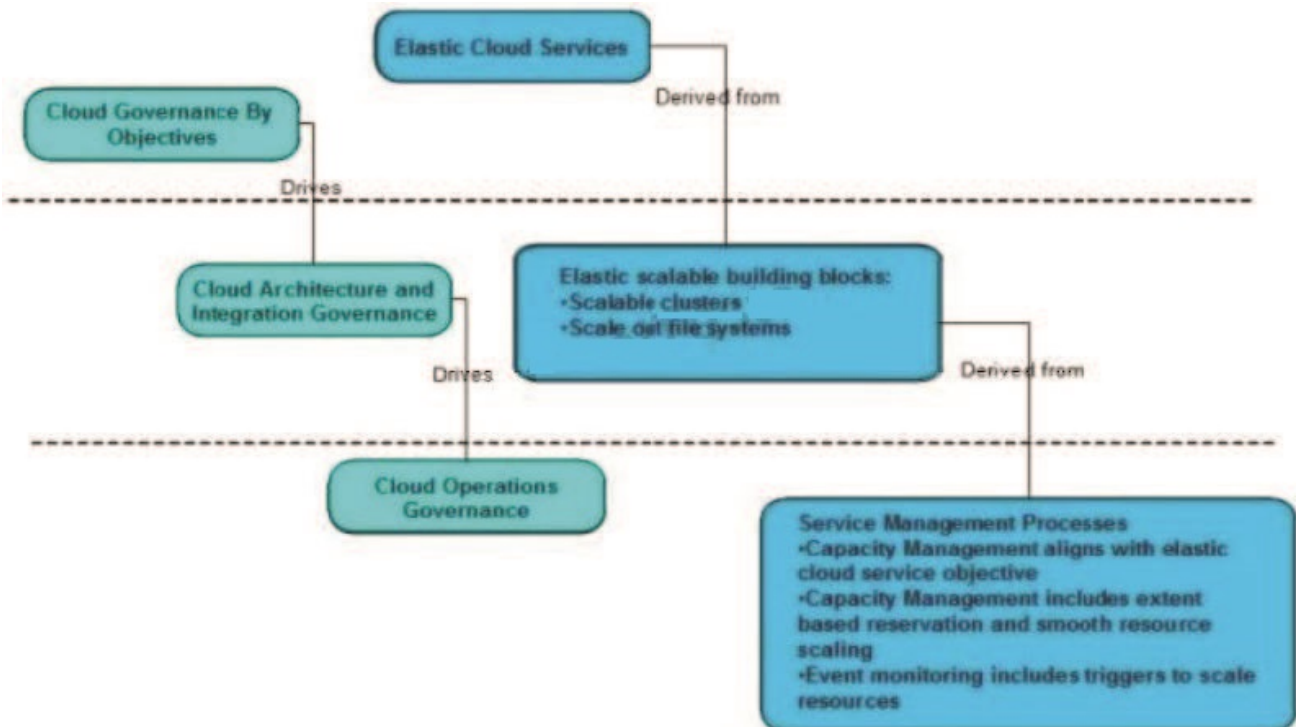 Elastic Cloud Services
Derived from
Cloud Governance By
Objectives
Drives
Cloud Architecture and
Integration Governance
Elastic scalable building blocks:
•Scalable clusters
•Scale out file systems
Drives
Derived from
Cloud Operations
Governance
Service Management Processes
•Capacity Management aligns with elastic
cloud service objective
•Capacity Management includes extent
based reservation and smooth resource
scaling
•Event monitoring includes triggers to scale
resources